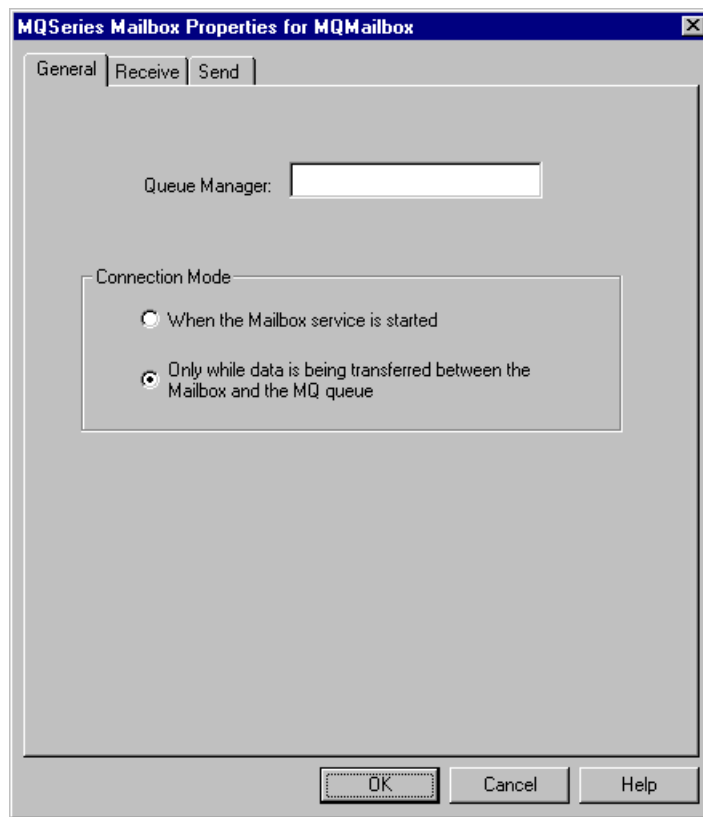 MQSeries Mailbox Properties for MQMailbox
General Receive Send
Queue Manager:
Connection Mode
When the Mailbox service is started
Only while data is being transferred between the
Mailbox and the MQ queue
OK Cancel Help